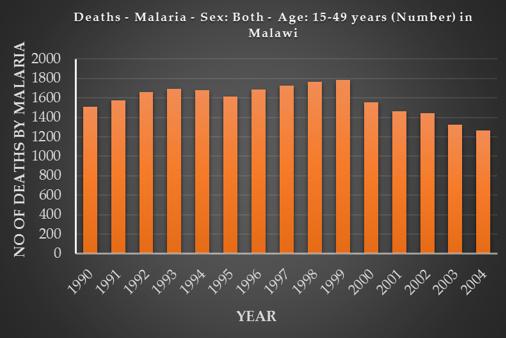 Deaths - Malaria - Sex: Both - Age: 15-49 years (Number) in
Malawi
NO OF DEATHS BY MALARIA
2000
1800
1600
1400
1200
1000
800
600
400
200
0
1990 1991 1992 1993 1994 1995 1996 1997 1998 1999 2000 2001 2002 2003 2004
YEAR